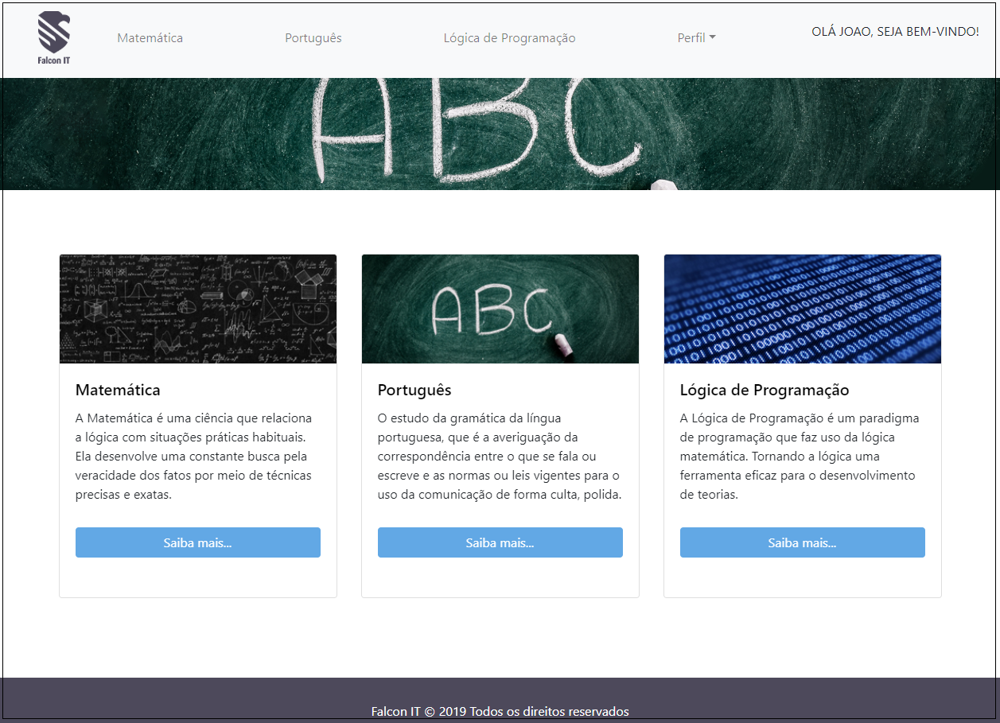 Falcon IT
Matemática
Português
Lógica de Programação
Perfil
OLÁ JOAO, SEJA BEM-VINDO!
ABC
ABC
Matemática
A Matemática é uma ciência que relaciona
a lógica com situações práticas habituais.
Ela desenvolve uma constante busca pela
veracidade dos fatos por meio de técnicas
precisas e exatas.
Saiba mais...
Português
O estudo da gramática da língua
portuguesa, que é a averiguação da
correspondência entre o que se fala ou
escreve e as normas ou leis vigentes para o
uso da comunicação de forma culta, polida.
Saiba mais...
Lógica de Programação
A Lógica de Programação é um paradigma
de programação que faz uso da lógica
matemática. Tornando a lógica uma
ferramenta eficaz para o desenvolvimento
de teorias.
Saiba mais...
Falcon IT © 2019 Todos os direitos reservados